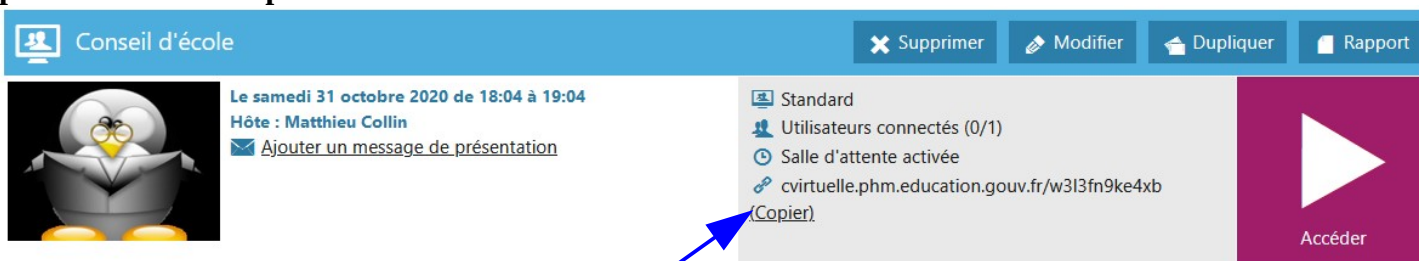 Conseil d'école
Supprimer
Modifier
Dupliquer
Rapport
Le samedi 31 octobre 2020 de 18:04 à 19:04
Hôte : Matthieu Collin
Ajouter un message de présentation
Standard
Utilisateurs connectés (0/1)
Salle d'attente activée
cvirtuelle.phm.education.gouv.fr/w3l3fn9ke4xb
(Copier)
Accéder